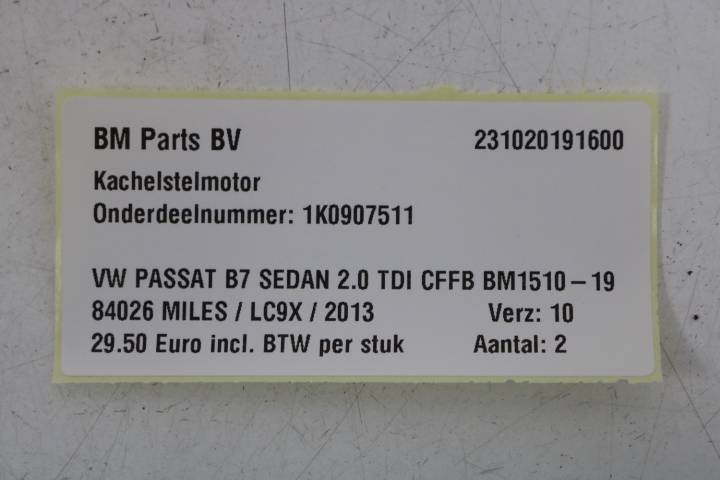 BM Parts BV 231020191600
Kachelstelmotor
Onderdeelnummer: 1K0907511
VW PASSAT B7 SEDAN 2.0 TDI CFFB BM1510-19
84026 MILES / LC9X / 2013 Verz: 10
29.50 Euro incl. BTW per stuk Aantal: 2